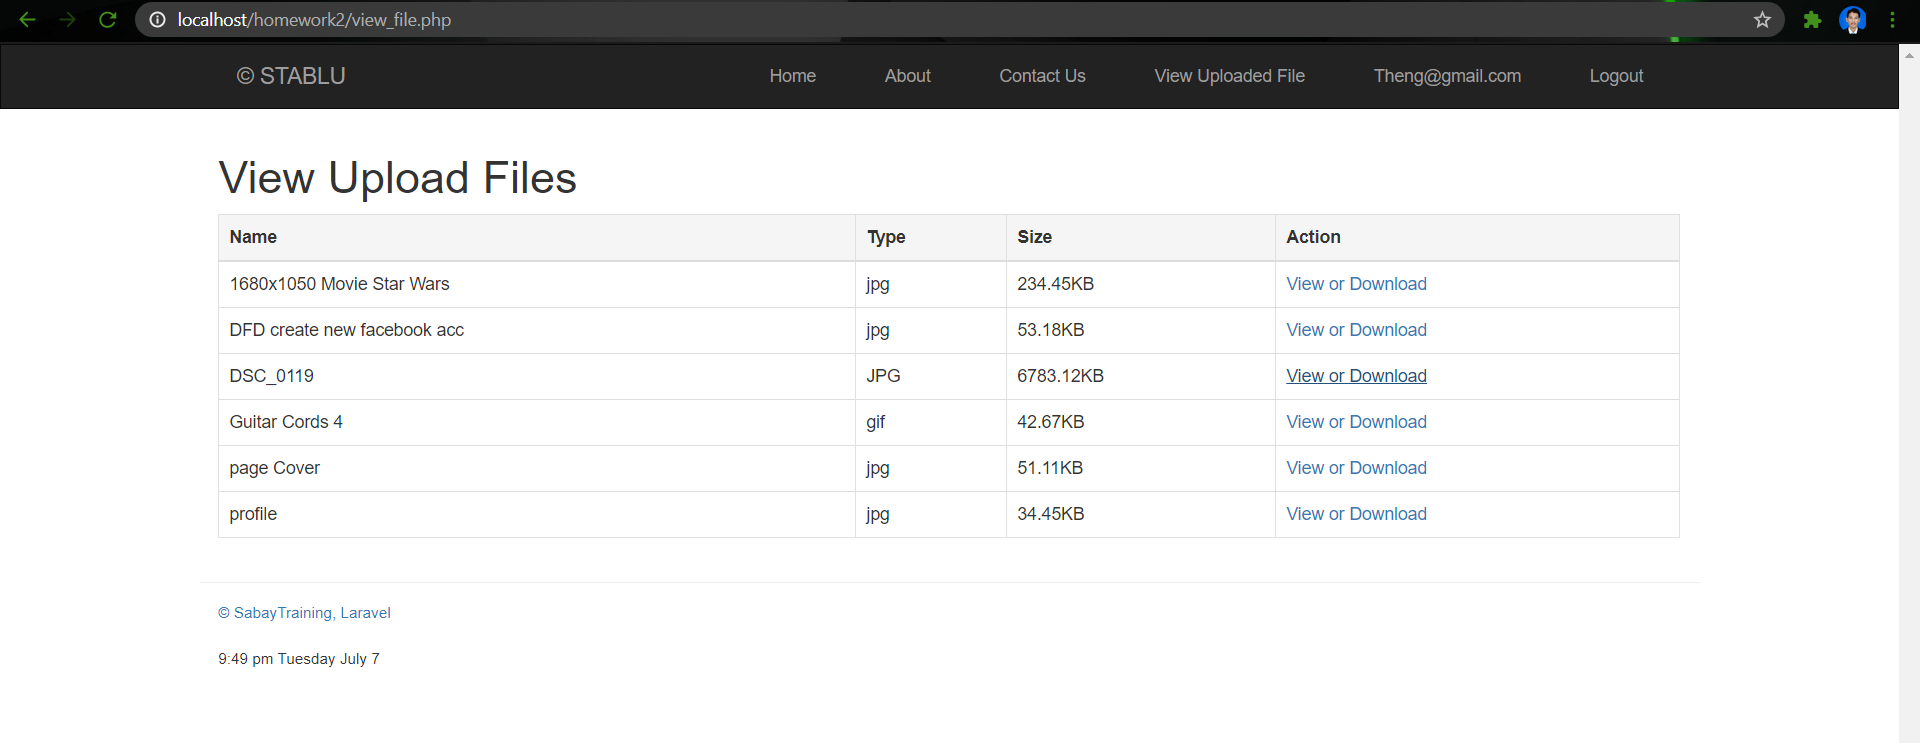 localhost/homework2/view_file.php
© STABLU Home About Contact Us View Uploaded File Theng@gmail.com Logout
View Upload Files
Name Type Size Action
1680x1050 Movie Star Wars jpg 234.45KB View or Download
DFD create new facebook acc jpg 53.18KB View or Download
DSC_0119 JPG 6783.12KB View or Download
Guitar Cords 4 gif 42.67KB View or Download
page Cover jpg 51.11KB View or Download
profile jpg 34.45KB View or Download
© SabayTraining, Laravel
9:49 pm Tuesday July 7